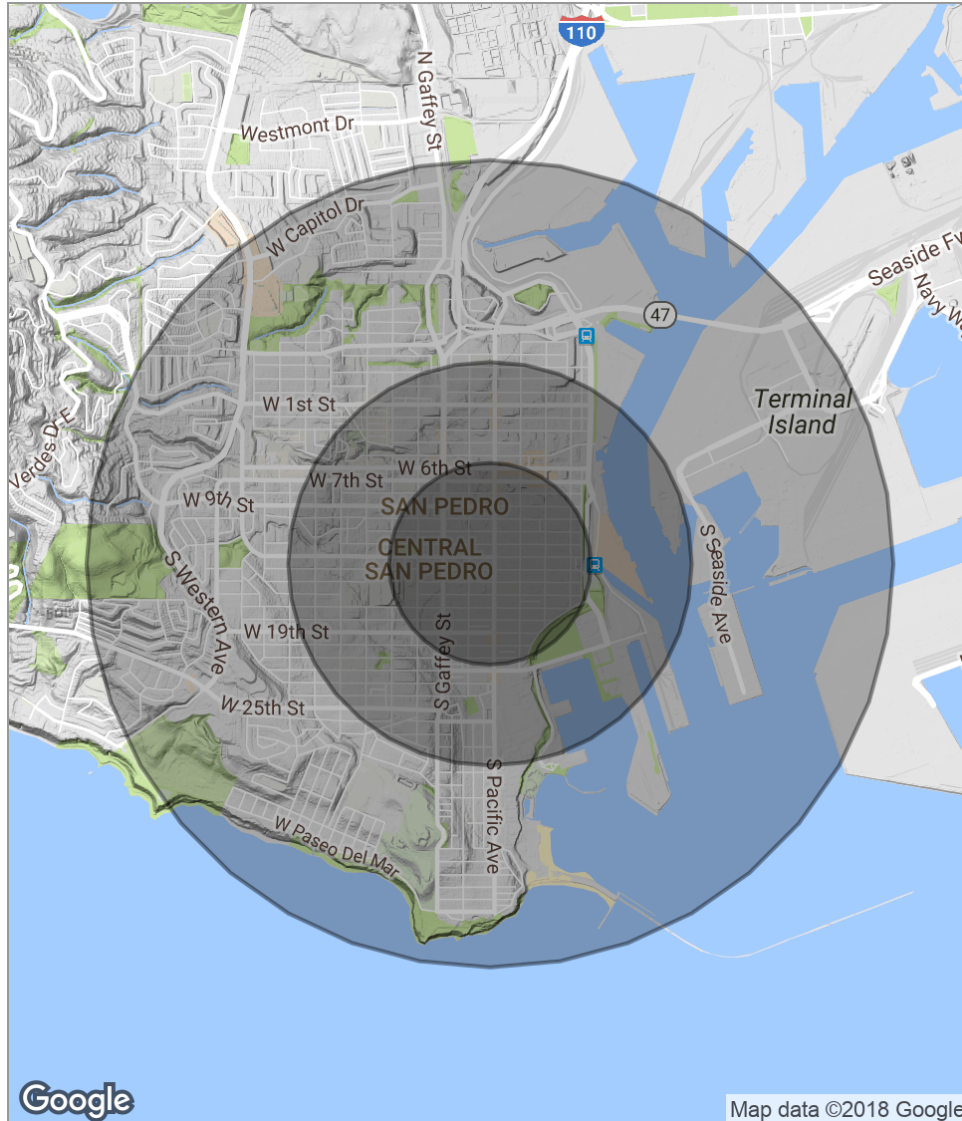 110
N Gaffey St
Westmont Dr
W Capitol Dr
Seaside Fw
Navy Wa
47
Terminal
Island
W 1st St
Verdes Dr E
W 6th St
W 7th St
W 9th St
SAN PEDRO
CENTRAL
SAN PEDRO
S Western Ave
S Seaside Ave
W 19th St
S Gaffey St
W 25th St
S Pacific Ave
W Paseo Del Mar
Google
Map data ©2018 Google